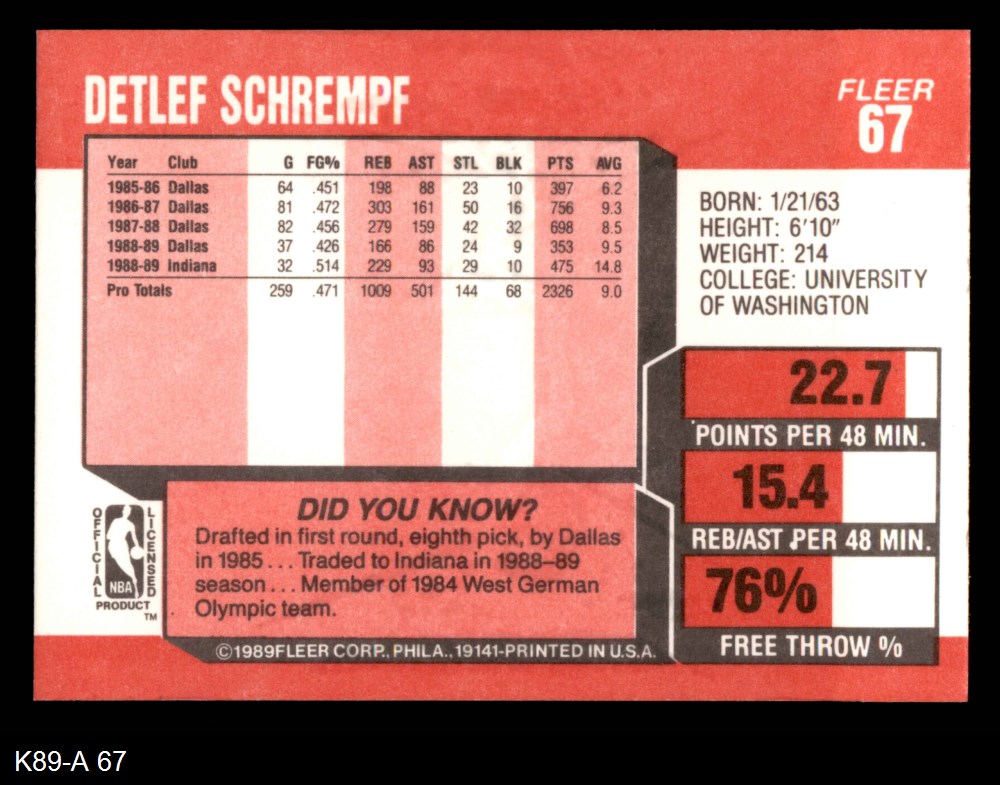 DETLEF SCHREMPF
FLEER
67
Year Club G FG% REB AST STL BLK PTS AVG
1985-86 Dallas 64 .451 198 88 23 10 397 6.2
1986-87 Dallas 81 .472 303 161 50 16 756 9.3
1987-88 Dallas 82 .456 279 159 42 32 698 8.5
1988-89 Dallas 37 .426 166 86 24 9 353 9.5
1988-89 Indiana 32 .514 229 93 29 10 475 14.8
Pro Totals 259 .471 1009 501 144 68 2326 9.0
BORN: 1/21/63
HEIGHT: 6'10"
WEIGHT: 214
COLLEGE: UNIVERSITY
OF WASHINGTON
22.7
POINTS PER 48 MIN.
15.4
REB/AST PER 48 MIN.
76%
FREE THROW %
OFFICIAL
NBA
LICENSED
PRODUCT
TM
DID YOU KNOW?
Drafted in first round, eighth pick, by Dallas
in 1985 . . . Traded to Indiana in 1988–89
season . . . Member of 1984 West German
Olympic team.
©1989FLEER CORP., PHILA., 19141-PRINTED IN U.S.A.
K89-A 67